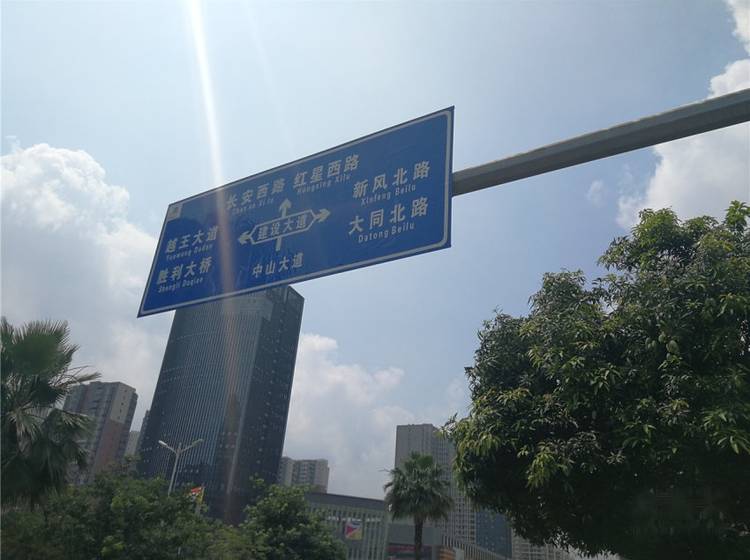 长安西路 红星西路
Chang'an Xi Lu Hongxing Xilu
越王大道
Yuewang Dadao
胜利大桥
Shengli Daqiao
建设大道
新风北路
Xinfeng Beilu
大同北路
Datong Beilu
中山大道